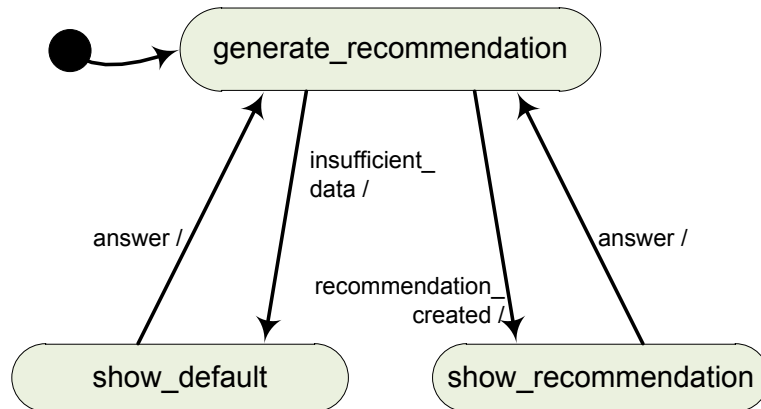 generate_recommendation
insufficient_
data /
answer /
answer /
recommendation_
created /
show_default
show_recommendation